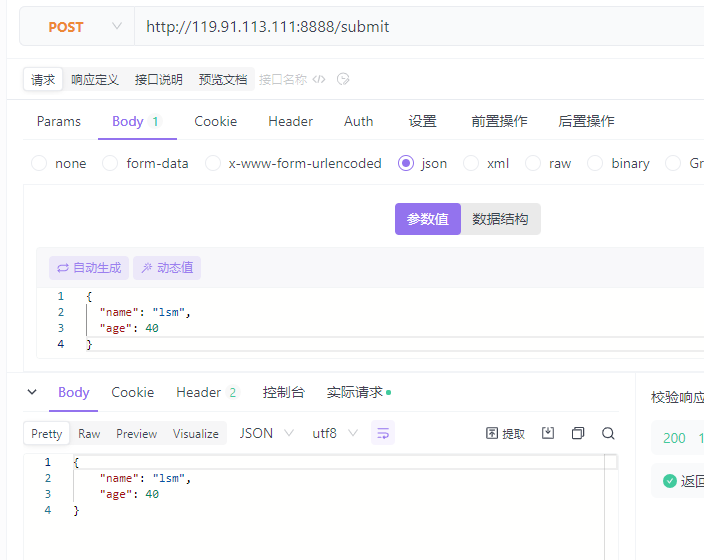 POST http://119.91.113.111:8888/submit
请求 响应定义 接口说明 预览文档 接口名称 </>
Params Body 1 Cookie Header Auth 设置 前置操作 后置操作
none form-data x-www-form-urlencoded json xml raw binary Gr
参数值 数据结构
自动生成 动态值
1 {
2 "name": "lsm",
3 "age": 40
4 }
Body Cookie Header 2 控制台 实际请求
校验响应
Pretty Raw Preview Visualize JSON utf8 提取
200 1
1 {
2 "name": "lsm",
3 "age": 40
4 }
返回